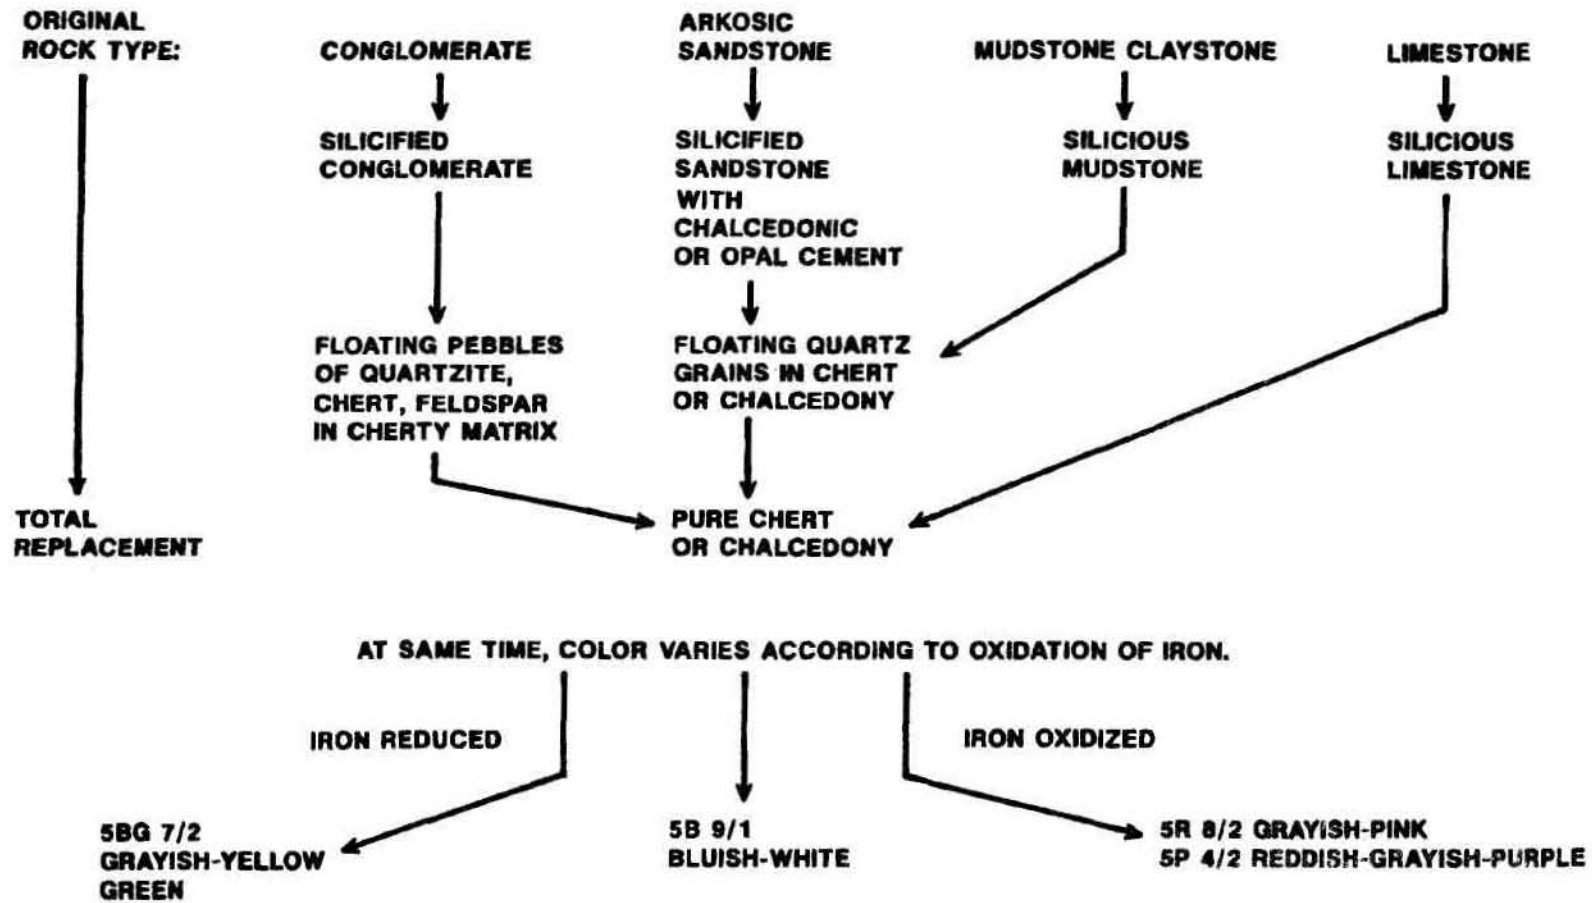 ORIGINAL
ROCK TYPE:
CONGLOMERATE
ARKOSIC
SANDSTONE
MUDSTONE CLAYSTONE
LIMESTONE
SILICIFIED
CONGLOMERATE
SILICIFIED
SANDSTONE
WITH
CHALCEDONIC
OR OPAL CEMENT
SILICIOUS
MUDSTONE
SILICIOUS
LIMESTONE
FLOATING PEBBLES
OF QUARTZITE,
CHERT, FELDSPAR
IN CHERTY MATRIX
FLOATING QUARTZ
GRAINS IN CHERT
OR CHALCEDONY
TOTAL
REPLACEMENT
PURE CHERT
OR CHALCEDONY
AT SAME TIME, COLOR VARIES ACCORDING TO OXIDATION OF IRON.
IRON REDUCED
IRON OXIDIZED
5BG 7/2
GRAYISH-YELLOW
GREEN
5B 9/1
BLUISH-WHITE
5R 8/2 GRAYISH-PINK
5P 4/2 REDDISH-GRAYISH-PURPLE